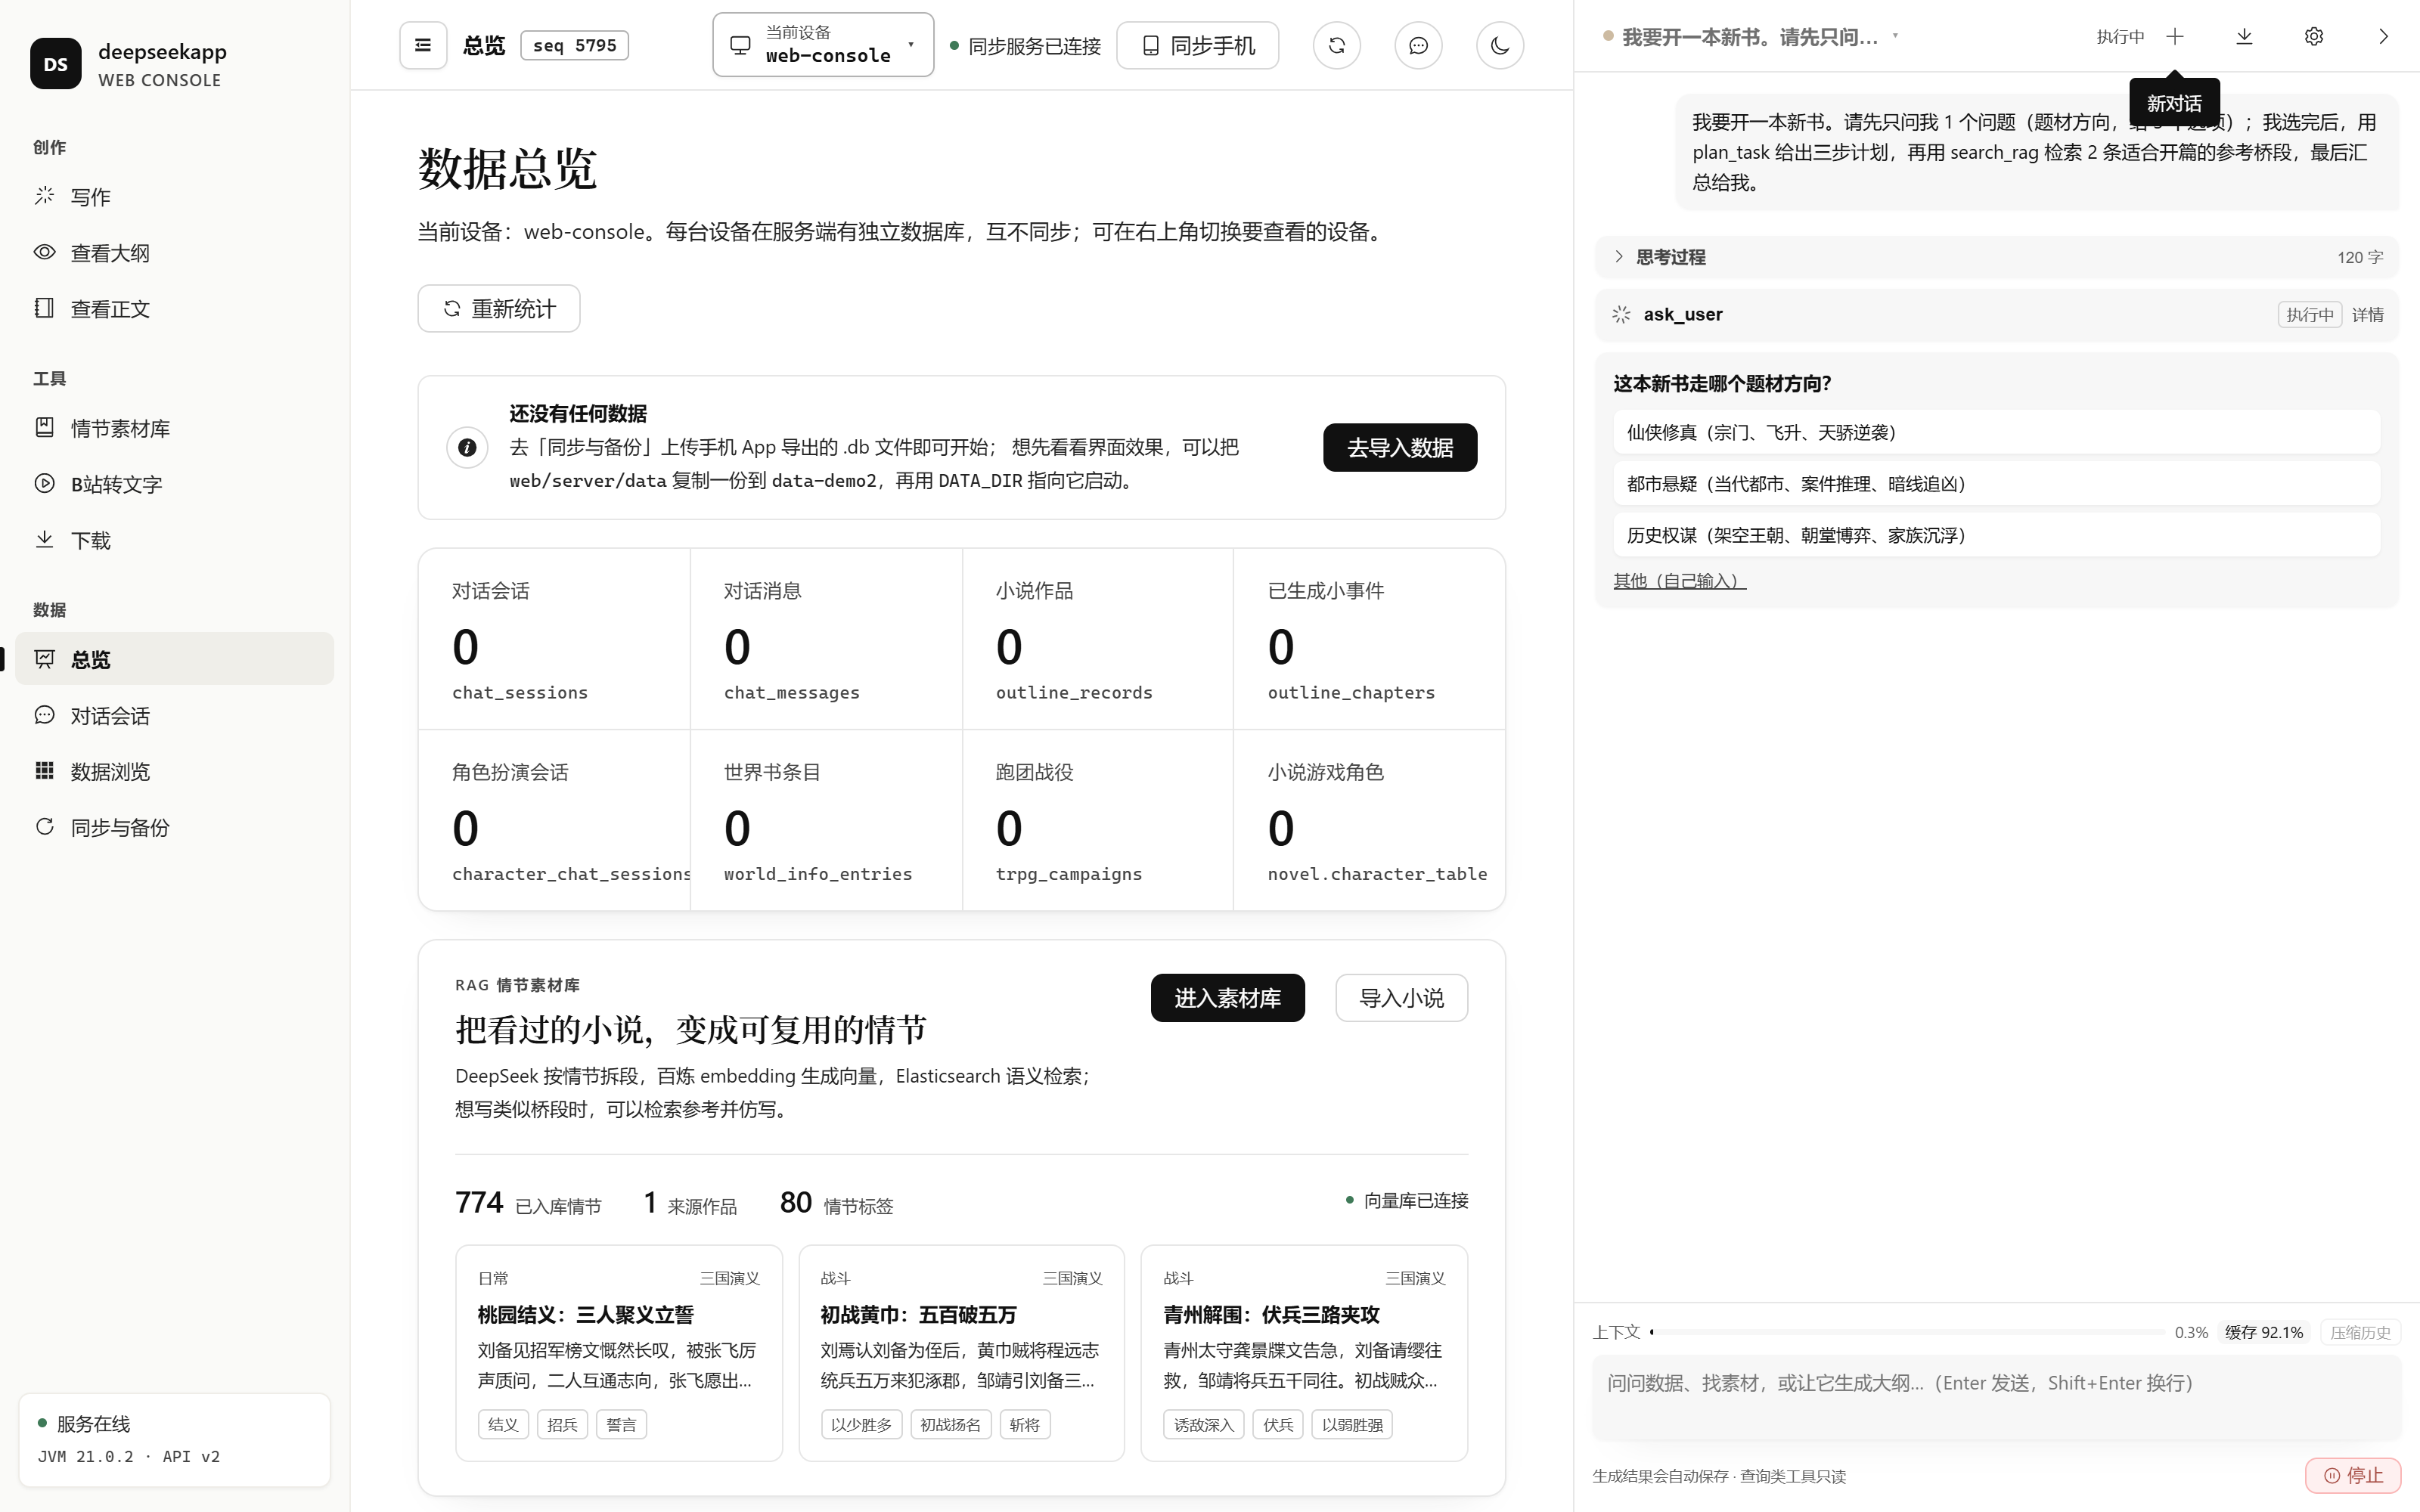 DS
deepseekapp
WEB CONSOLE
创作
写作
查看大纲
查看正文
工具
情节素材库
B站转文字
下载
数据
总览
对话会话
数据浏览
同步与备份
服务在线
JVM 21.0.2 · API v2
总览
seq 5795
当前设备
web-console
同步服务已连接
同步手机
数据总览
当前设备：web-console。每台设备在服务端有独立数据库，互不同步；可在右上角切换要查看的设备。
重新统计
还没有任何数据
去「同步与备份」上传手机 App 导出的 .db 文件即可开始； 想先看看界面效果，可以把
web/server/data 复制一份到 data-demo2，再用 DATA_DIR 指向它启动。
去导入数据
对话会话
0
chat_sessions
对话消息
0
chat_messages
小说作品
0
outline_records
已生成小事件
0
outline_chapters
角色扮演会话
0
character_chat_sessions
世界书条目
0
world_info_entries
跑团战役
0
trpg_campaigns
小说游戏角色
0
novel.character_table
RAG 情节素材库
把看过的小说，变成可复用的情节
DeepSeek 按情节拆段，百炼 embedding 生成向量，Elasticsearch 语义检索；
想写类似桥段时，可以检索参考并仿写。
进入素材库
导入小说
774 已入库情节
1 来源作品
80 情节标签
向量库已连接
日常
三国演义
桃园结义：三人聚义立誓
刘备见招军榜文慨然长叹，被张飞厉
声质问，二人互通志向，张飞愿出...
结义
招兵
誓言
战斗
三国演义
初战黄巾：五百破五万
刘焉认刘备为侄后，黄巾贼将程远志
统兵五万来犯涿郡，邹靖引刘备三...
以少胜多
初战扬名
斩将
战斗
三国演义
青州解围：伏兵三路夹攻
青州太守龚景牒文告急，刘备请缨往
救，邹靖将兵五千同往。初战贼众...
诱敌深入
伏兵
以弱胜强
我要开一本新书。请先只问...
执行中
新对话
我要开一本新书。请先只问我 1 个问题（题材方向，）；我选完后，用
plan_task 给出三步计划，再用 search_rag 检索 2 条适合开篇的参考桥段，最后汇
总给我。
思考过程
120 字
ask_user
执行中
详情
这本新书走哪个题材方向？
仙侠修真（宗门、飞升、天骄逆袭）
都市悬疑（当代都市、案件推理、暗线追凶）
历史权谋（架空王朝、朝堂博弈、家族沉浮）
其他（自己输入）
上下文
0.3%
缓存 92.1%
压缩历史
问问数据、找素材，或让它生成大纲...（Enter 发送，Shift+Enter 换行）
生成结果会自动保存 · 查询类工具只读
停止